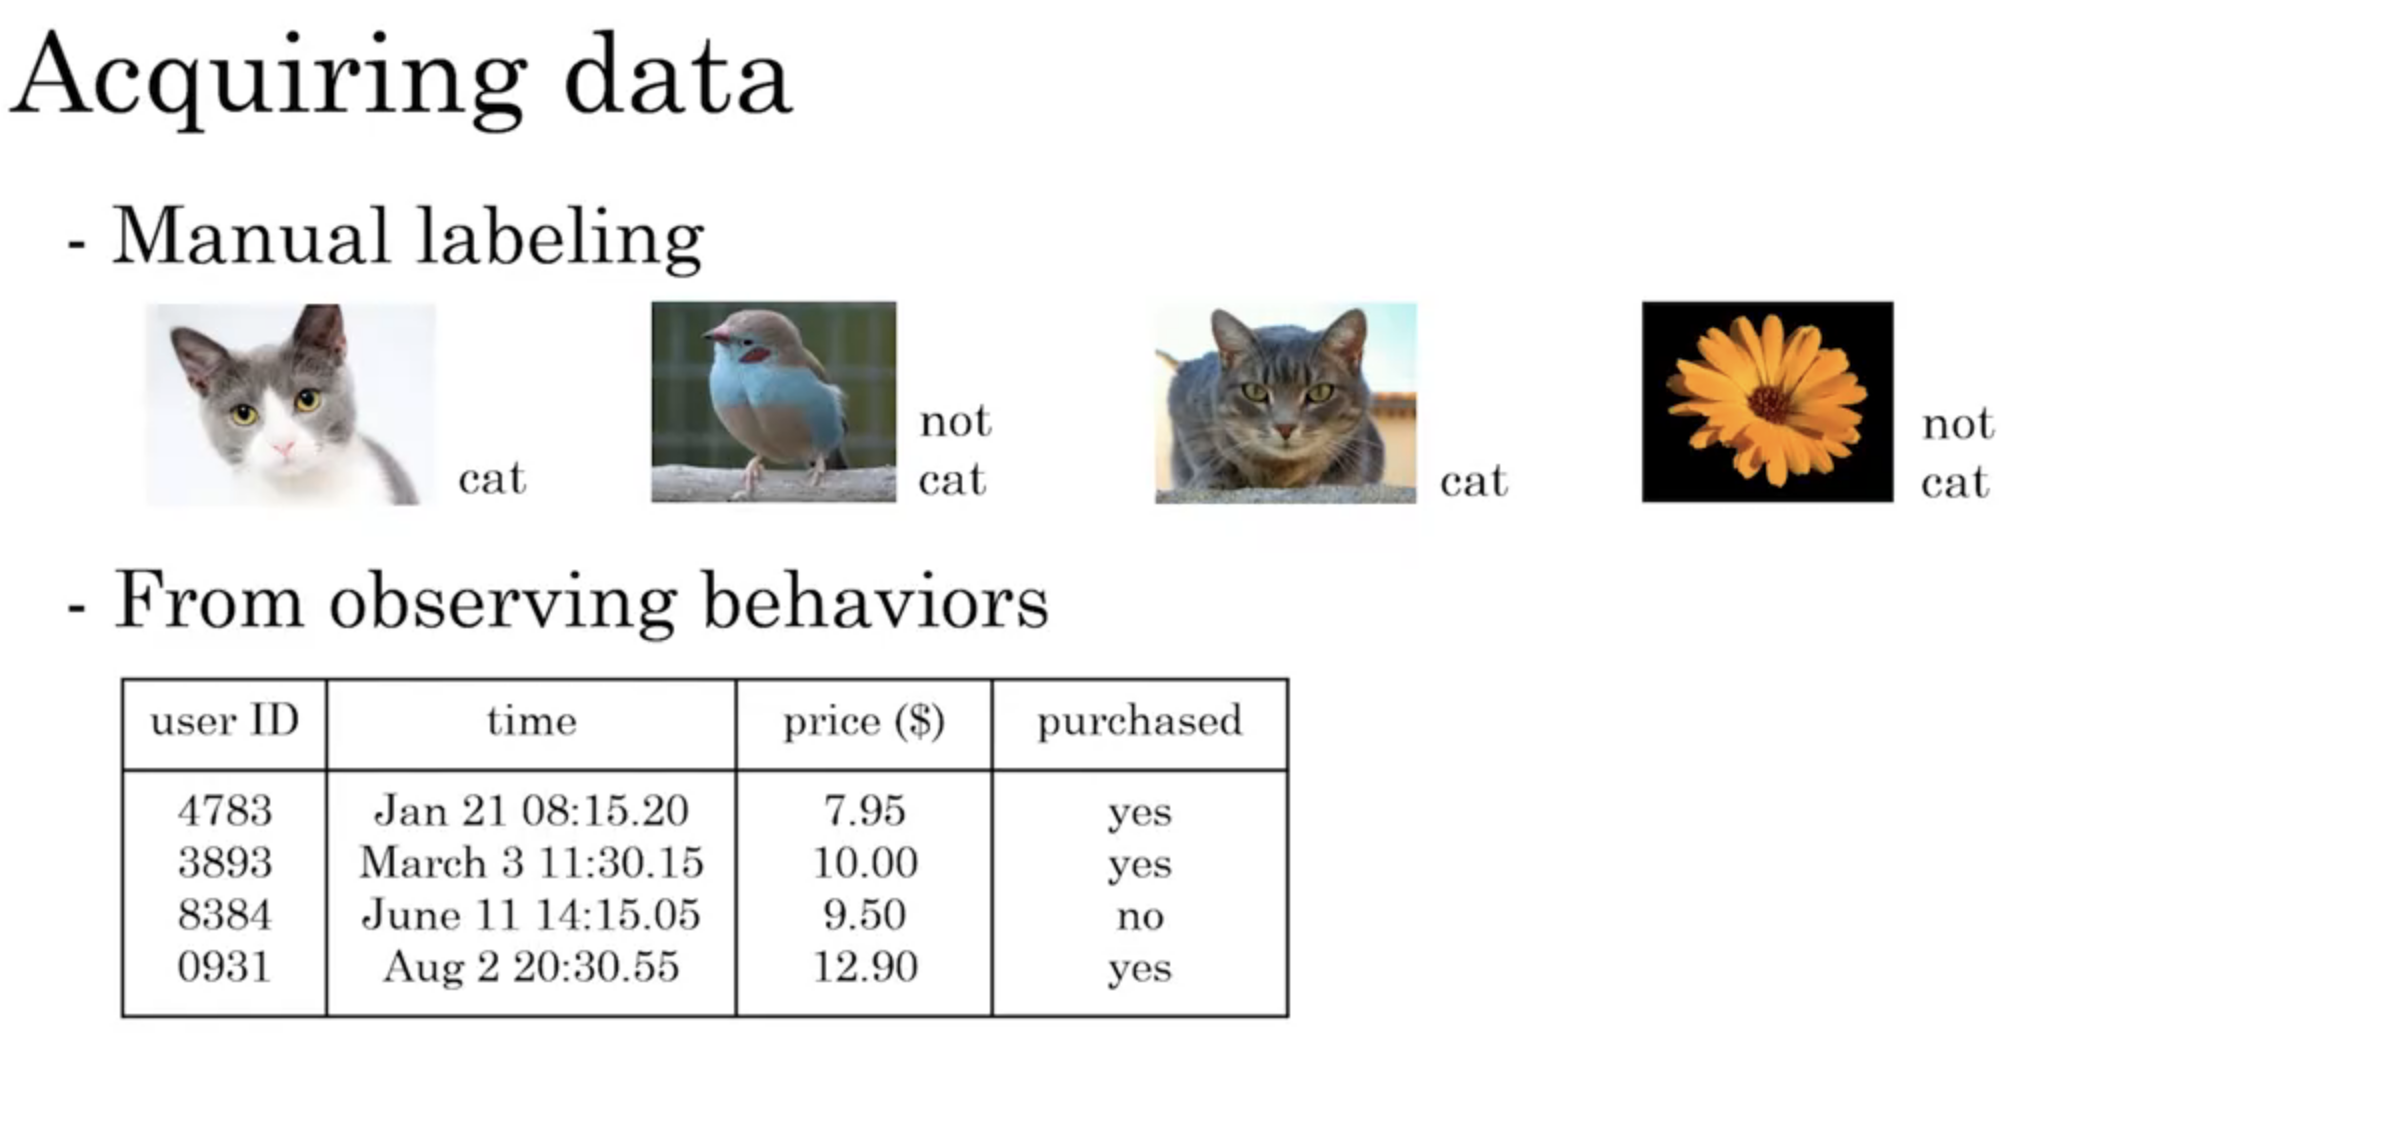 Acquiring data
- Manual labeling
cat
not
cat
cat
not
cat
- From observing behaviors
user ID time price ($) purchased
4783 Jan 21 08:15.20 7.95 yes
3893 March 3 11:30.15 10.00 yes
8384 June 11 14:15.05 9.50 no
0931 Aug 2 20:30.55 12.90 yes